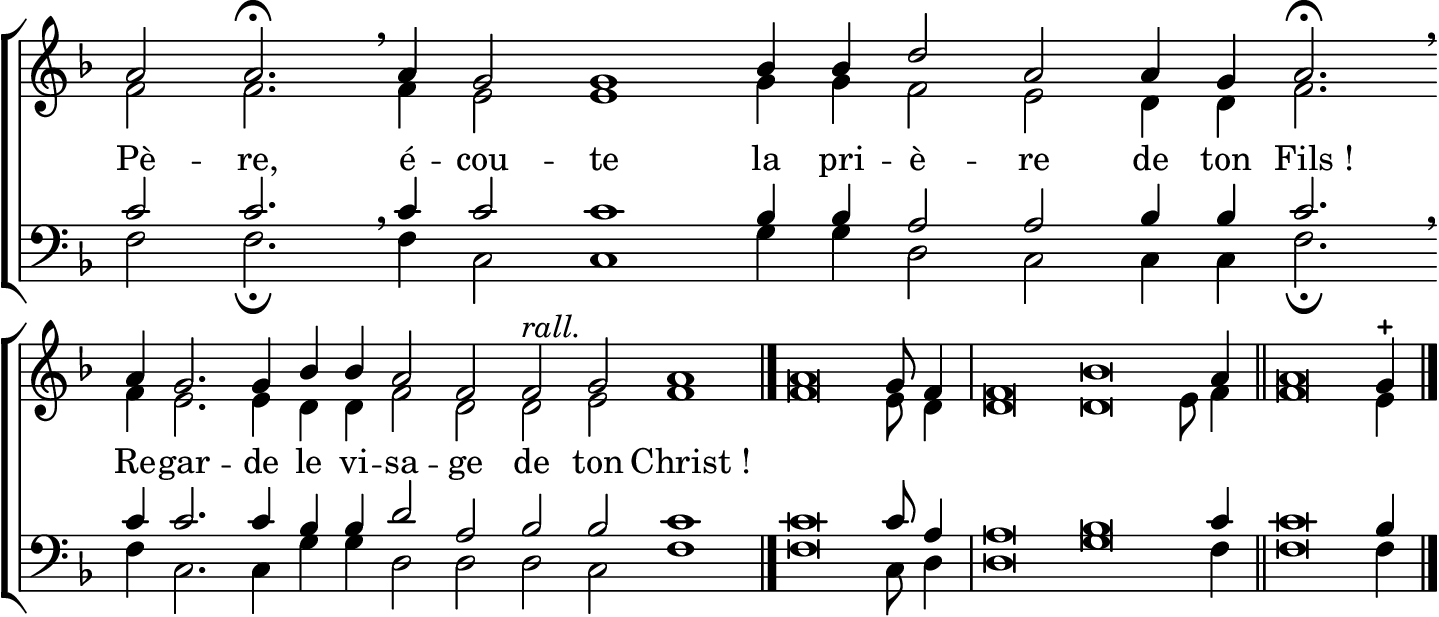 Pè - re, é - cou - te la pri - è - re de ton Fils !
rall.
Regar - de le vi - sa - ge de ton Christ !